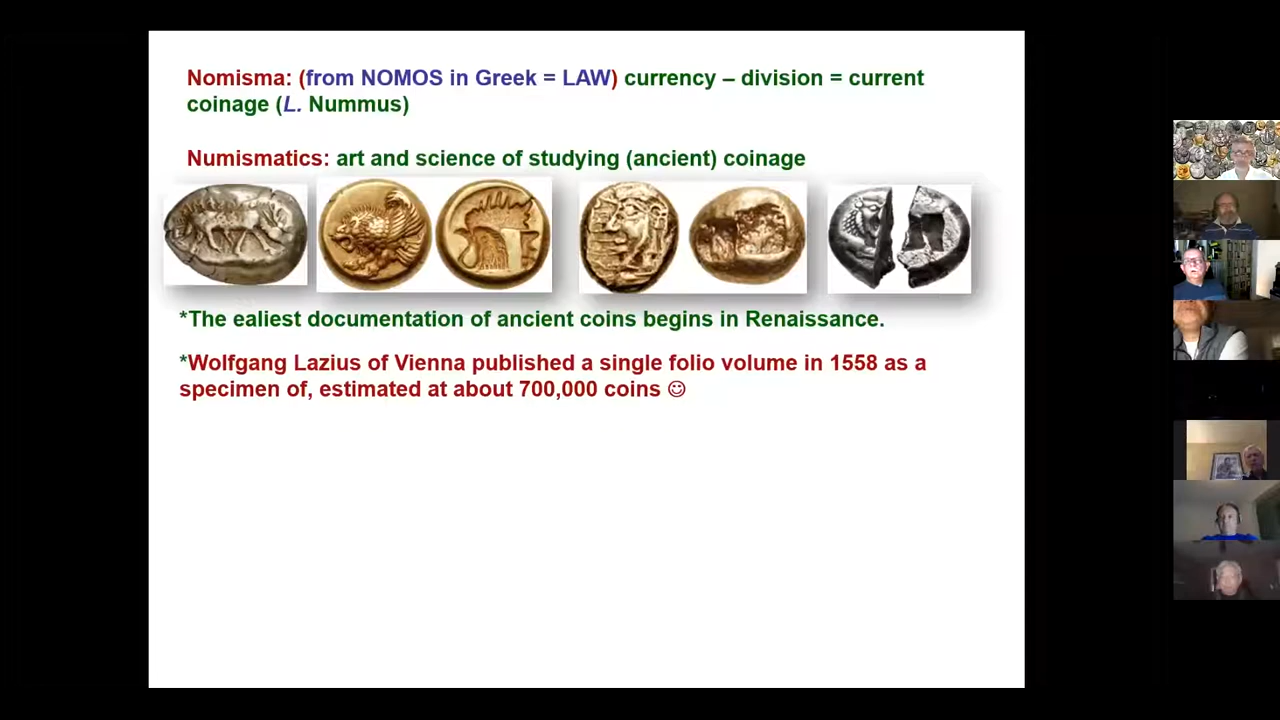 Nomisma: (from NOMOS in Greek = LAW) currency – division = current
coinage (L. Nummus)
Numismatics: art and science of studying (ancient) coinage
*The ealiest documentation of ancient coins begins in Renaissance.
*Wolfgang Lazius of Vienna published a single folio volume in 1558 as a
specimen of, estimated at about 700,000 coins ☺